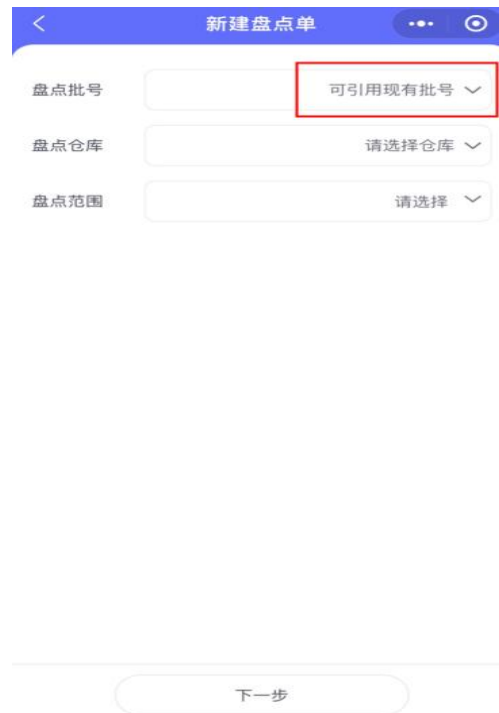 新建盘点单
盘点批号 可引用现有批号
盘点仓库 请选择仓库
盘点范围 请选择
下一步